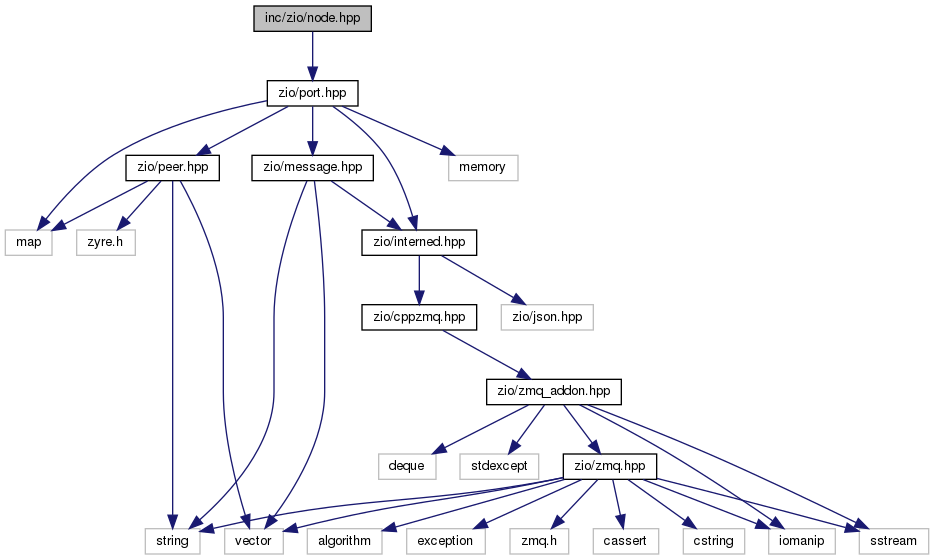 inc/zio/node.hpp
zio/port.hpp
zio/peer.hpp
zio/message.hpp
memory
map
zyre.h
zio/interned.hpp
zio/cppzmq.hpp
zio/json.hpp
zio/zmq_addon.hpp
deque
stdexcept
zio/zmq.hpp
string
vector
algorithm
exception
zmq.h
cassert
cstring
iomanip
sstream